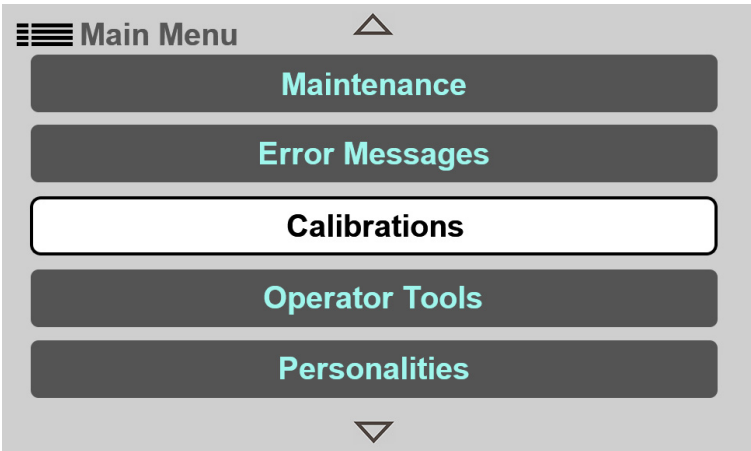 Main Menu
Maintenance
Error Messages
Calibrations
Operator Tools
Personalities